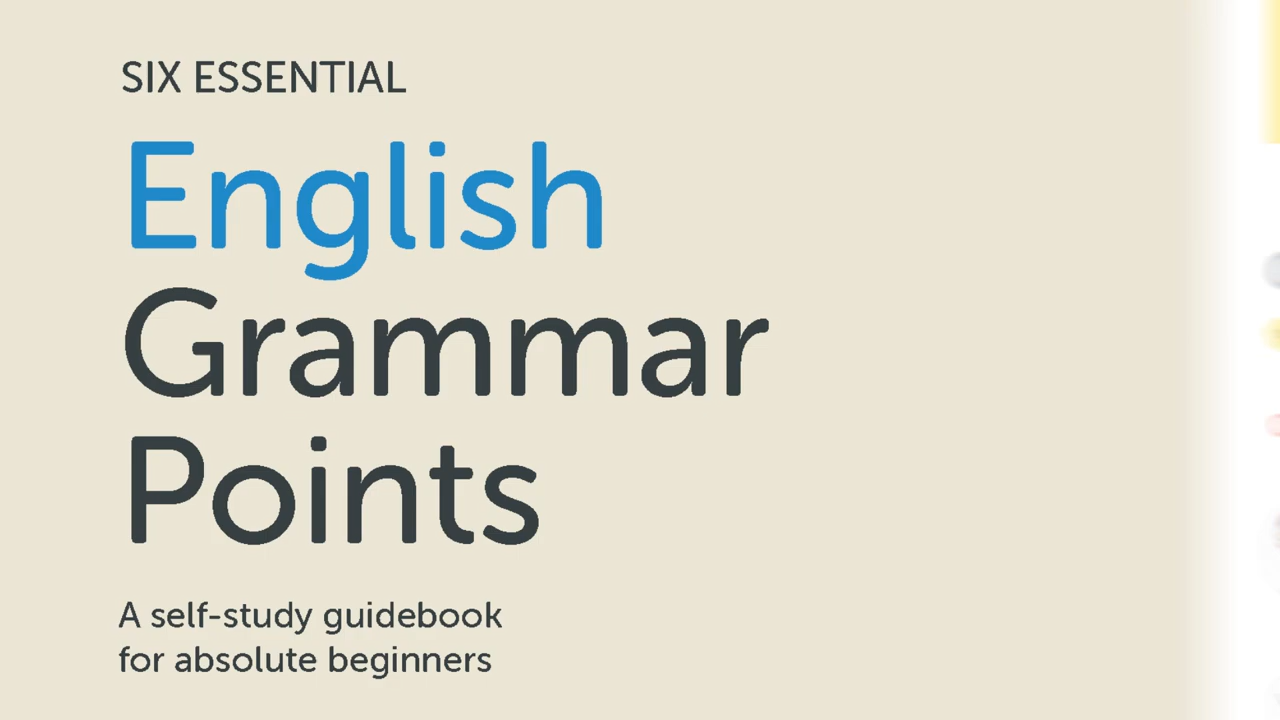 SIX ESSENTIAL
English
Grammar
Points
A self-study guidebook
for absolute beginners